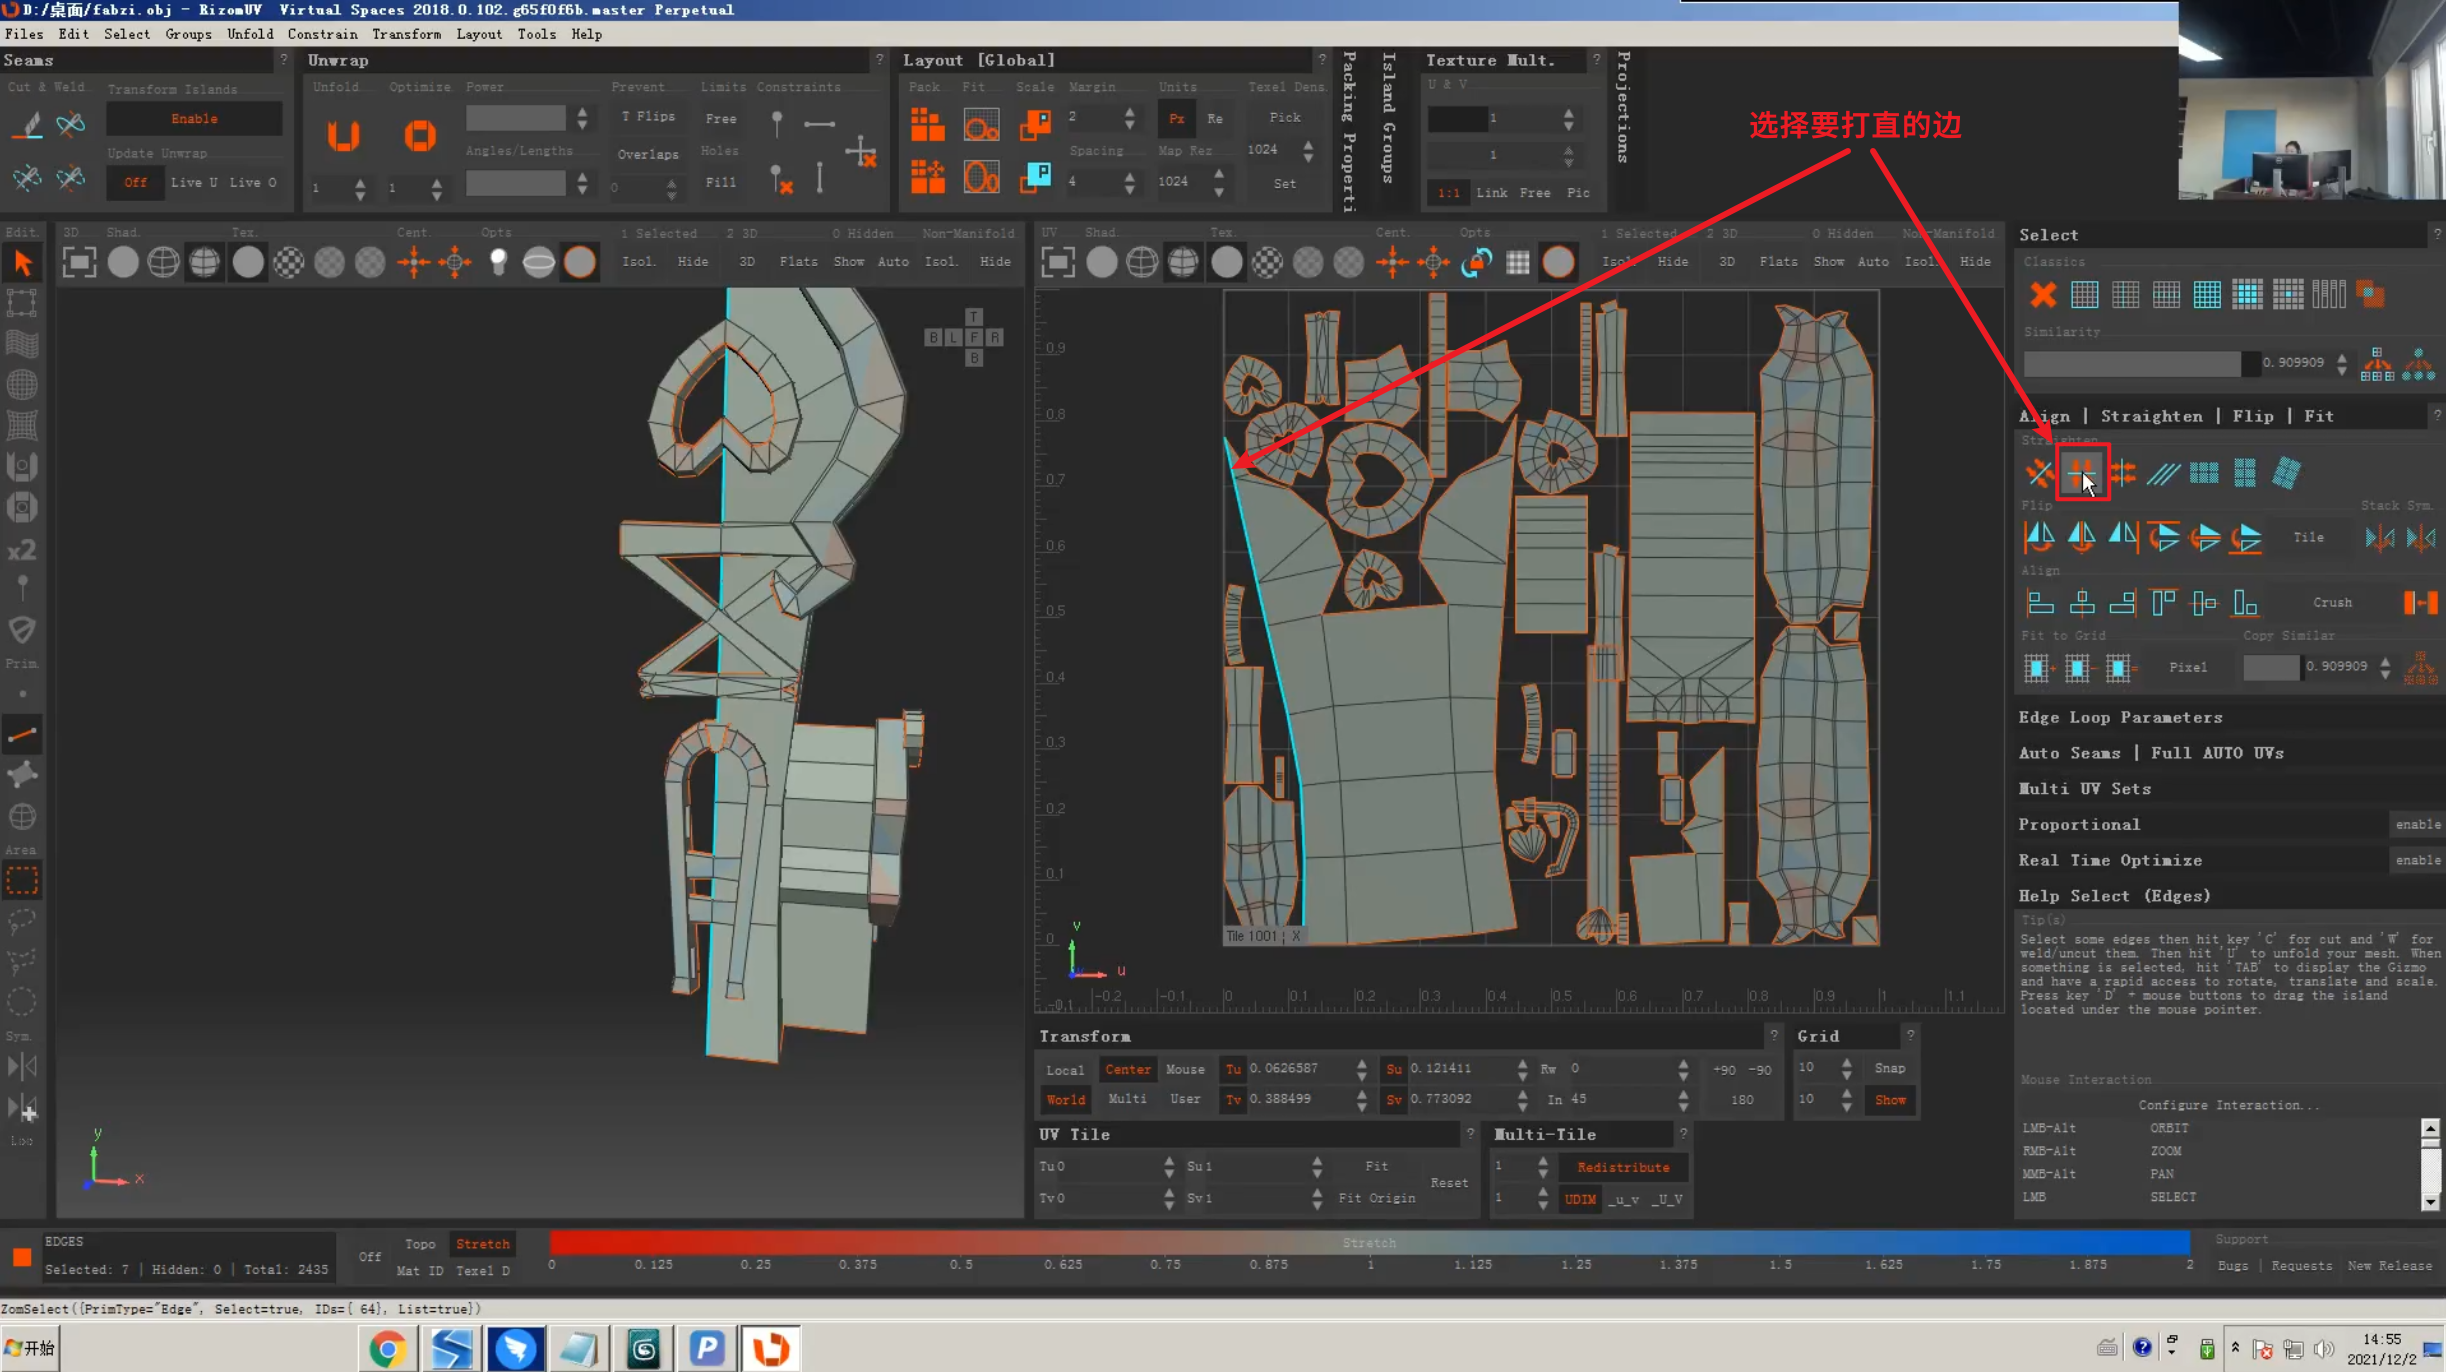 D:/桌面/fabzi.obj - RizomUV  Virtual Spaces 2018.0.102.g65f0f6b.master Perpetual
Files Edit Select Groups Unfold Constrain Transform Layout Tools Help
Seams ?
Cut & Weld Transform Islands
Enable
Update Unwrap
Off Live U Live O
Unwrap ?
Unfold Optimize Power Prevent Limits Constraints
T Flips Free
Angles/Lengths Overlaps Holes
1 1 0 Fill
Layout [Global] ?
Pack Fit Scale Margin Units Texel Dens.
2 Px Re Pick
Spacing Map Rez 1024
4 1024 Set
Packing Properti
Island Groups
Texture Mult. ?
U & V
1
1
1:1 Link Free Pic
Projections
选择要打直的边
Edit. 3D Shad. Tex. Cent. Opts 1 Selected 2 3D 0 Hidden Non-Manifold
Isol. Hide 3D Flats Show Auto Isol. Hide
UV Shad. Tex. Cent. Opts 1 Selected 2 3D 0 Hidden Non-Manifold
Isol. Hide 3D Flats Show Auto Isol. Hide
x2
Prim.
Area
Sym.
T
B L F R
B
y
x
0.9
0.8
0.7
0.6
0.5
0.4
0.3
0.2
0.1
0
-0.1
Tile 1001 | X
v
u
-0.2 -0.1 0 0.1 0.2 0.3 0.4 0.5 0.6 0.7 0.8 0.9 1 1.1
Select ?
Classics
Similarity
0.909909
Align | Straighten | Flip | Fit ?
Straighten
Flip Stack Sym.
Tile
Align
Crush
Fit to Grid Copy Similar
Pixel 0.909909
Edge Loop Parameters
Auto Seams | Full AUTO UVs
Multi UV Sets
Proportional enable
Real Time Optimize enable
Help Select (Edges)
Tip(s)
Select some edges then hit key 'C' for cut and 'W' for
weld/uncut them. Then hit 'U' to unfold your mesh. When
something is selected, hit 'TAB' to display the Gizmo
and have a rapid access to rotate, translate and scale.
Press key 'D' + mouse buttons to drag the island
located under the mouse pointer.
Mouse Interaction
Configure Interaction...
LMB-Alt ORBIT
RMB-Alt ZOOM
MMB-Alt PAN
LMB SELECT
Transform ?
Local Center Mouse Tu 0.0626587 Su 0.121411 Rw 0 +90 -90
World Multi User Tv 0.388499 Sv 0.773092 In 45 180
Grid ?
10 Snap
10 Show
UV Tile ?
Tu 0 Su 1 Fit
Reset
Tv 0 Sv 1 Fit Origin
Multi-Tile ?
1 Redistribute
1 UDIM _u_v _U_V
EDGES
Selected: 7 | Hidden: 0 | Total: 2435
Off Topo Stretch
Mat ID Texel D
Stretch
0 0.125 0.25 0.375 0.5 0.625 0.75 0.875 1 1.125 1.25 1.375 1.5 1.625 1.75 1.875 2
Support
Bugs | Requests New Release
ZomSelect({PrimType="Edge", Select=true, IDs={ 64}, List=true})
开始
14:55
2021/12/2